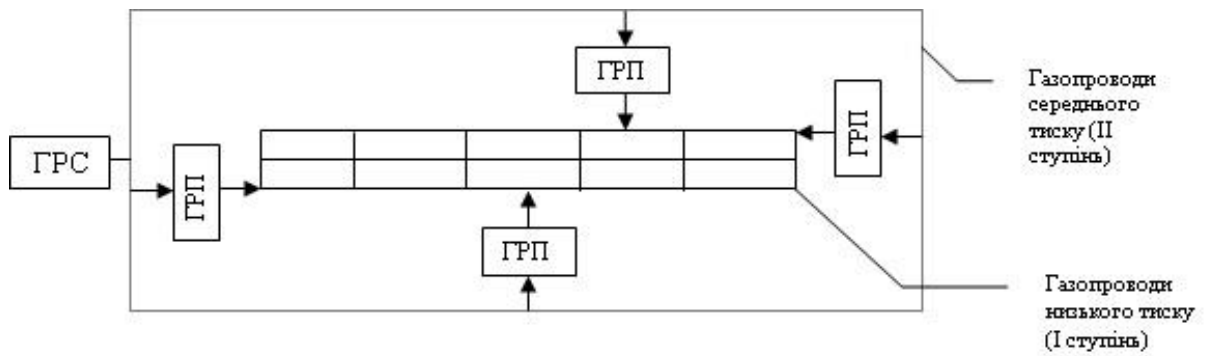 ГРП
Газопроводи
середнього
тиску (II
ступінь)
ГРП
ГРС
ГРП
ГРП
Газопроводи
низького тиску
(I ступінь)